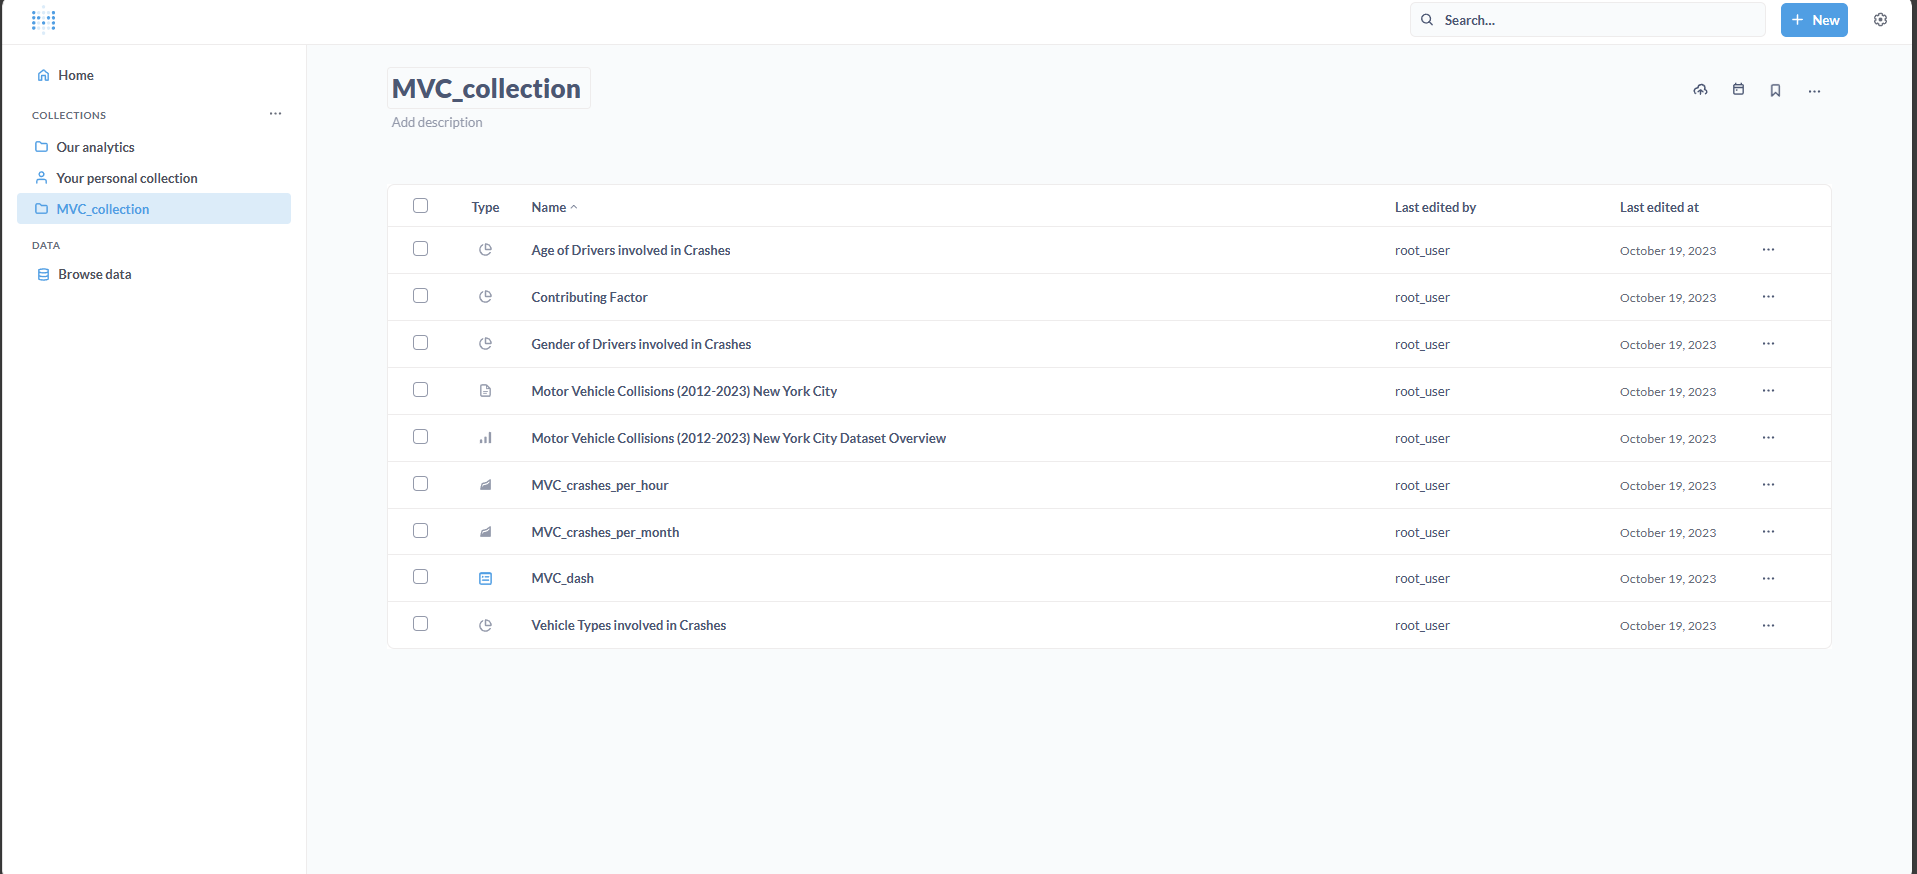 Search...
New
Home
COLLECTIONS
Our analytics
Your personal collection
MVC_collection
DATA
Browse data
MVC_collection
Add description
Type Name Last edited by Last edited at
Age of Drivers involved in Crashes root_user October 19, 2023
Contributing Factor root_user October 19, 2023
Gender of Drivers involved in Crashes root_user October 19, 2023
Motor Vehicle Collisions (2012-2023) New York City root_user October 19, 2023
Motor Vehicle Collisions (2012-2023) New York City Dataset Overview root_user October 19, 2023
MVC_crashes_per_hour root_user October 19, 2023
MVC_crashes_per_month root_user October 19, 2023
MVC_dash root_user October 19, 2023
Vehicle Types involved in Crashes root_user October 19, 2023